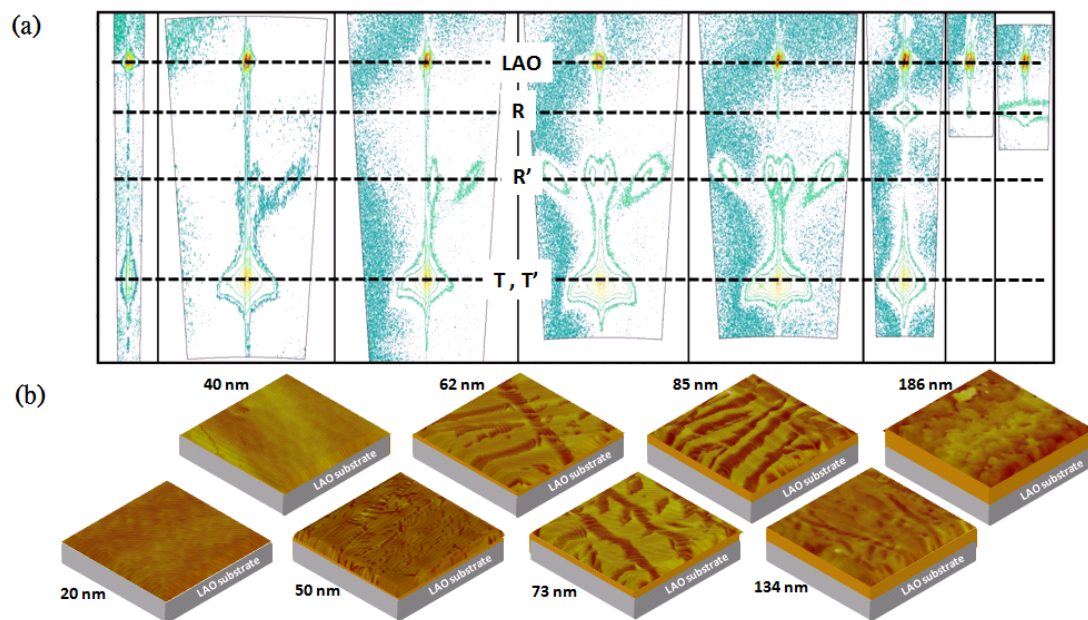 (a)
LAO
R
R'
T , T'
(b)
40 nm
62 nm
85 nm
186 nm
LAO substrate
LAO substrate
LAO substrate
LAO substrate
LAO substrate
LAO substrate
LAO substrate
LAO substrate
20 nm
50 nm
73 nm
134 nm